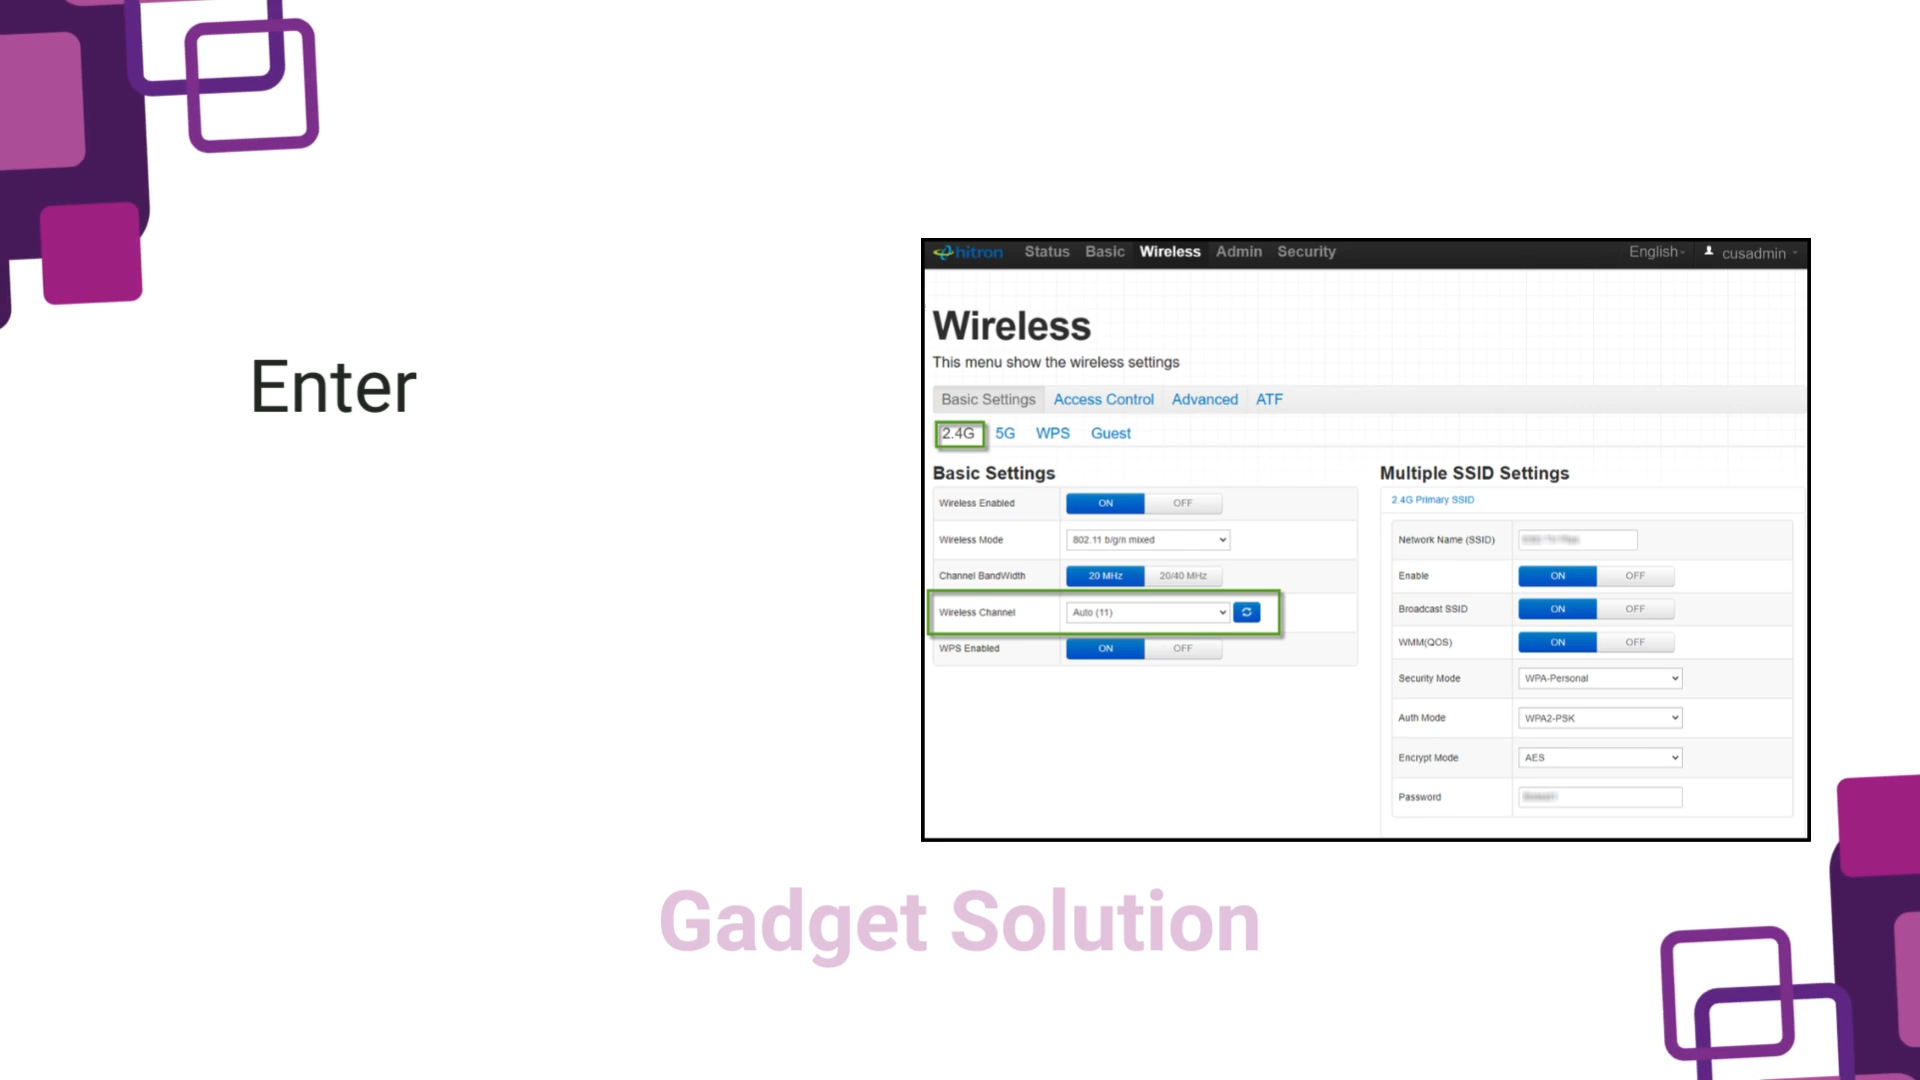 Enter
hitron Status Basic Wireless Admin Security English cusadmin
Wireless
This menu show the wireless settings
Basic Settings Access Control Advanced ATF
2.4G 5G WPS Guest
Basic Settings
Wireless Enabled ON OFF
Wireless Mode 802.11 b/g/n mixed
Channel BandWidth 20 MHz 20/40 MHz
Wireless Channel Auto (11)
WPS Enabled ON OFF
Multiple SSID Settings
2.4G Primary SSID
Network Name (SSID)
Enable ON OFF
Broadcast SSID ON OFF
WMM(QOS) ON OFF
Security Mode WPA-Personal
Auth Mode WPA2-PSK
Encrypt Mode AES
Password
Gadget Solution